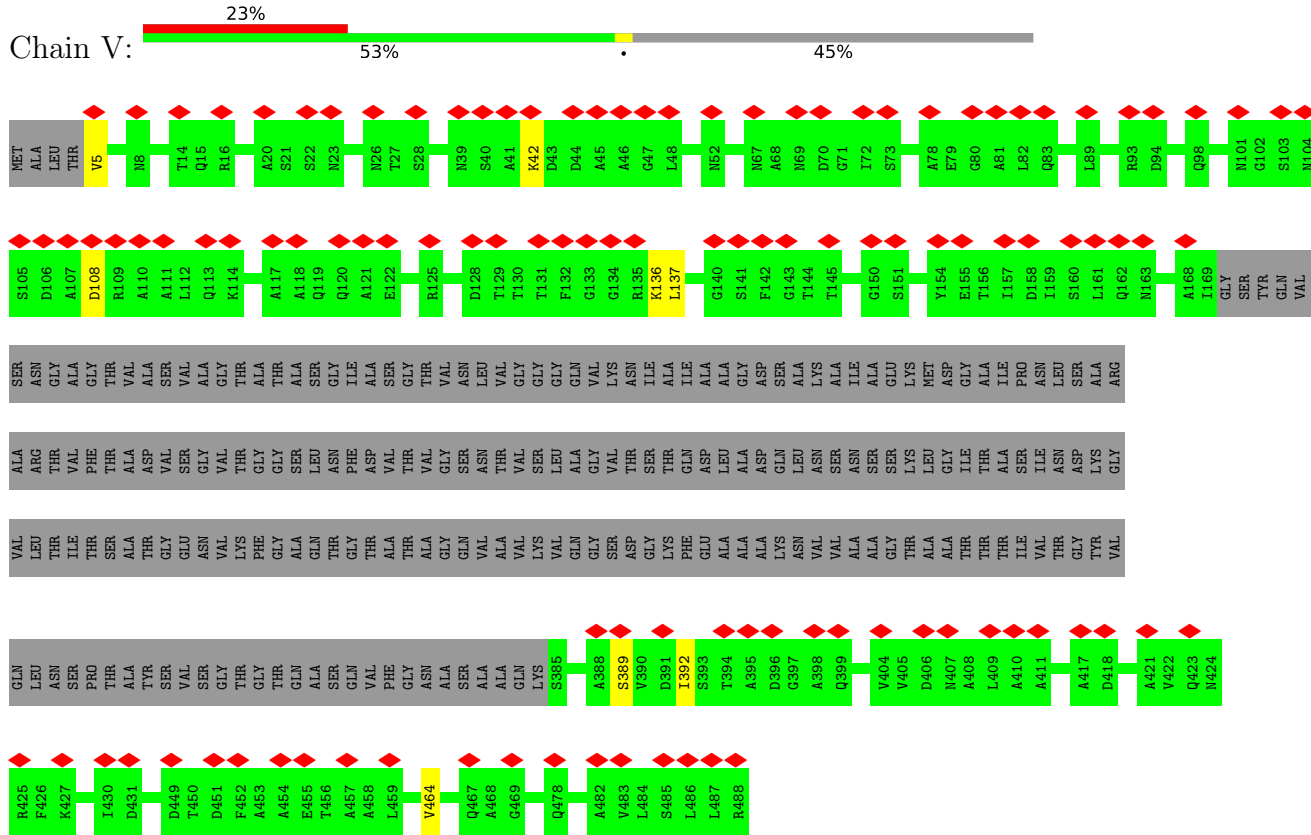 23%
Chain V:
53% • 45%
MET ALA LEU THR V5 N8 T14 Q15 R16 A20 S21 S22 N23 N26 T27 S28 N39 S40 A41 K42 D43 D44 A45 A46 G47 L48 N52 N67 A68 N69 D70 G71 I72 S73 A78 E79 G80 A81 L82 Q83 L89 R93 D94 Q98 N101 G102 S103 N104
S105 D106 A107 D108 R109 A110 A111 L112 Q113 K114 A117 A118 Q119 Q120 A121 E122 R125 D128 T129 T130 T131 F132 G133 G134 R135 K136 L137 G140 S141 F142 G143 T144 T145 G150 S151 Y154 E155 T156 I157 D158 I159 S160 L161 Q162 N163 A168 I169 GLY SER TYR GLN VAL
SER ASN GLY ALA GLY THR VAL ALA SER VAL ALA GLY THR ALA THR ALA SER GLY ILE ALA SER GLY THR VAL ASN LEU VAL GLY GLY GLY GLN VAL LYS ASN ILE ALA ILE ALA ALA GLY ASP SER ALA LYS ALA ILE ALA GLU LYS MET ASP GLY ALA ILE PRO ASN LEU SER ALA ARG
ALA ARG THR VAL PHE THR ALA ASP VAL SER GLY VAL THR GLY GLY SER LEU ASN PHE ASP VAL THR VAL GLY SER ASN THR VAL SER LEU ALA GLY VAL THR SER THR GLN ASP LEU ALA ASP GLN LEU ASN SER ASN SER SER LYS LEU GLY ILE THR ALA SER ILE ASN ASP LYS GLY
VAL LEU THR ILE THR SER ALA THR GLY GLU ASN VAL LYS PHE GLY ALA GLN THR GLY THR ALA THR ALA GLY GLN VAL ALA VAL LYS VAL GLN GLY SER ASP GLY LYS PHE GLU ALA ALA ALA LYS ASN VAL VAL ALA ALA GLY THR ALA ALA THR THR THR ILE VAL THR GLY TYR VAL
GLN LEU ASN SER PRO THR ALA TYR SER VAL SER GLY THR GLY THR GLN ALA SER GLN VAL PHE GLY ASN ALA SER ALA ALA GLN LYS S385 A388 S389 V390 D391 I392 S393 T394 A395 D396 G397 A398 Q399 V404 V405 D406 N407 A408 L409 A410 A411 A417 D418 A421 V422 Q423 N424
R425 F426 K427 I430 D431 D449 T450 D451 F452 A453 A454 E455 T456 A457 A458 L459 V464 Q467 A468 G469 Q478 A482 V483 L484 S485 L486 L487 R488